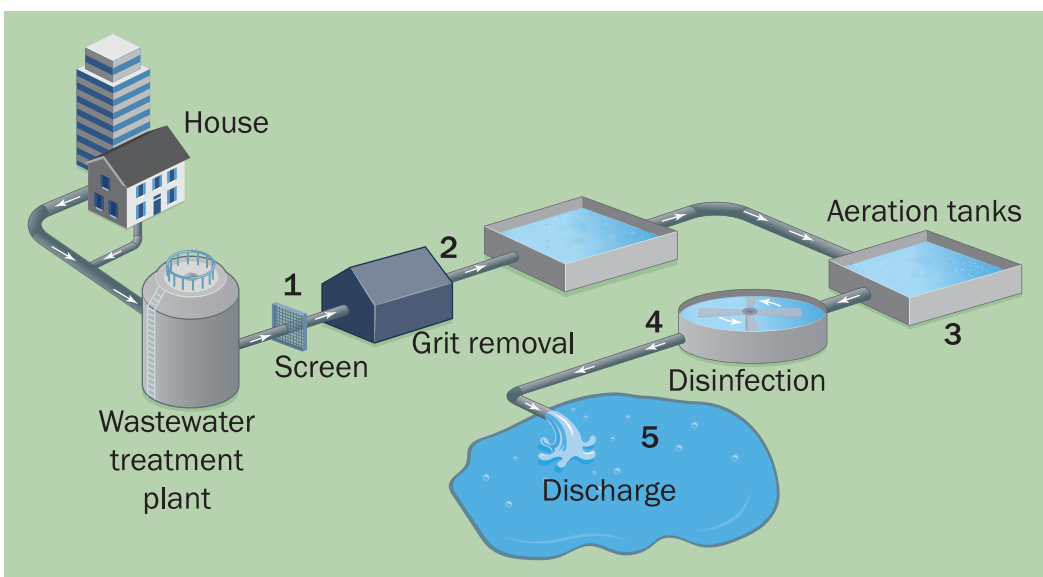 House
Wastewater
treatment
plant
1
Screen
2
Grit removal
Aeration tanks
3
4
Disinfection
5
Discharge